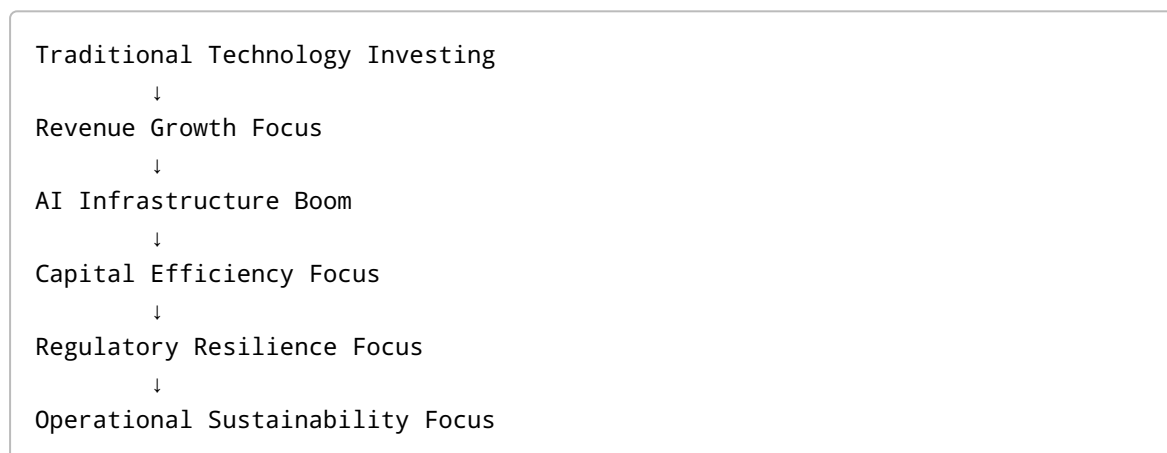 Traditional Technology Investing
↓
Revenue Growth Focus
↓
AI Infrastructure Boom
↓
Capital Efficiency Focus
↓
Regulatory Resilience Focus
↓
Operational Sustainability Focus